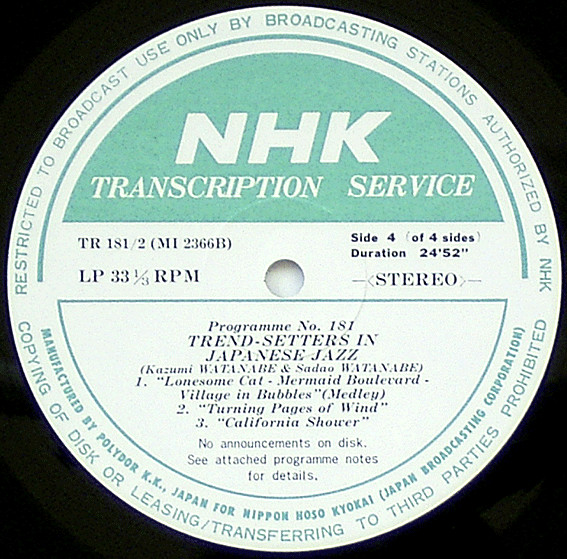 RESTRICTED TO BROADCAST USE ONLY BY BROADCASTING STATIONS AUTHORIZED BY NHK
NHK
TRANSCRIPTION SERVICE
TR 181/2 (MI 2366B)
Side 4 (of 4 sides)
Duration 24'52"
LP 33 1/3 RPM
STEREO
Programme No. 181
TREND-SETTERS IN
JAPANESE JAZZ
(Kazumi WATANABE & Sadao WATANABE)
1. "Lonesome Cat - Mermaid Boulevard -
Village in Bubbles"(Medley)
2. "Turning Pages of Wind"
3. "California Shower"
No announcements on disk.
See attached programme notes
for details.
MANUFACTURED BY POLYDOR K.K., JAPAN FOR NIPPON HOSO KYOKAI (JAPAN BROADCASTING CORPORATION)
COPYING OF DISK OR LEASING/TRANSFERRING TO THIRD PARTIES PROHIBITED